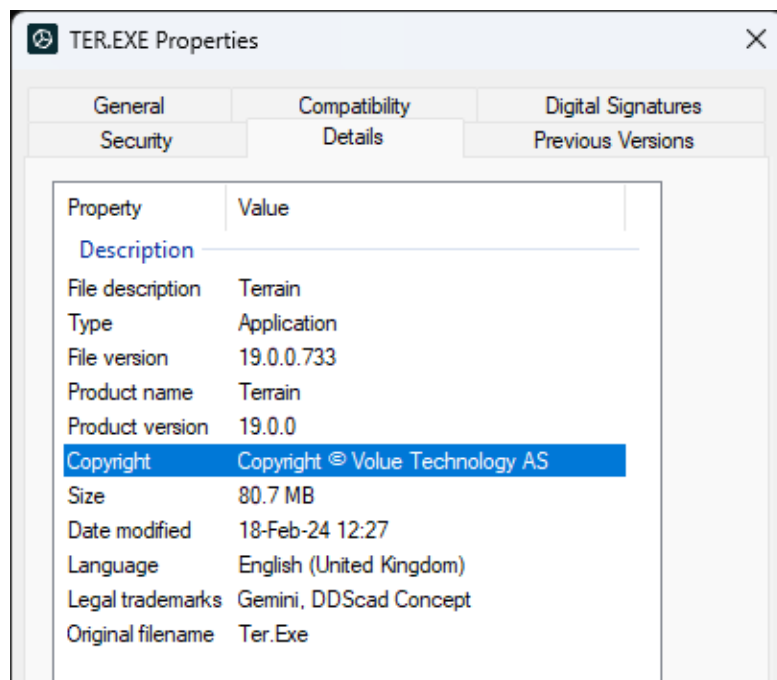 TER.EXE Properties
General Compatibility Digital Signatures
Security Details Previous Versions
Property Value
Description
File description Terrain
Type Application
File version 19.0.0.733
Product name Terrain
Product version 19.0.0
Copyright Copyright © Volue Technology AS
Size 80.7 MB
Date modified 18-Feb-24 12:27
Language English (United Kingdom)
Legal trademarks Gemini, DDScad Concept
Original filename Ter.Exe